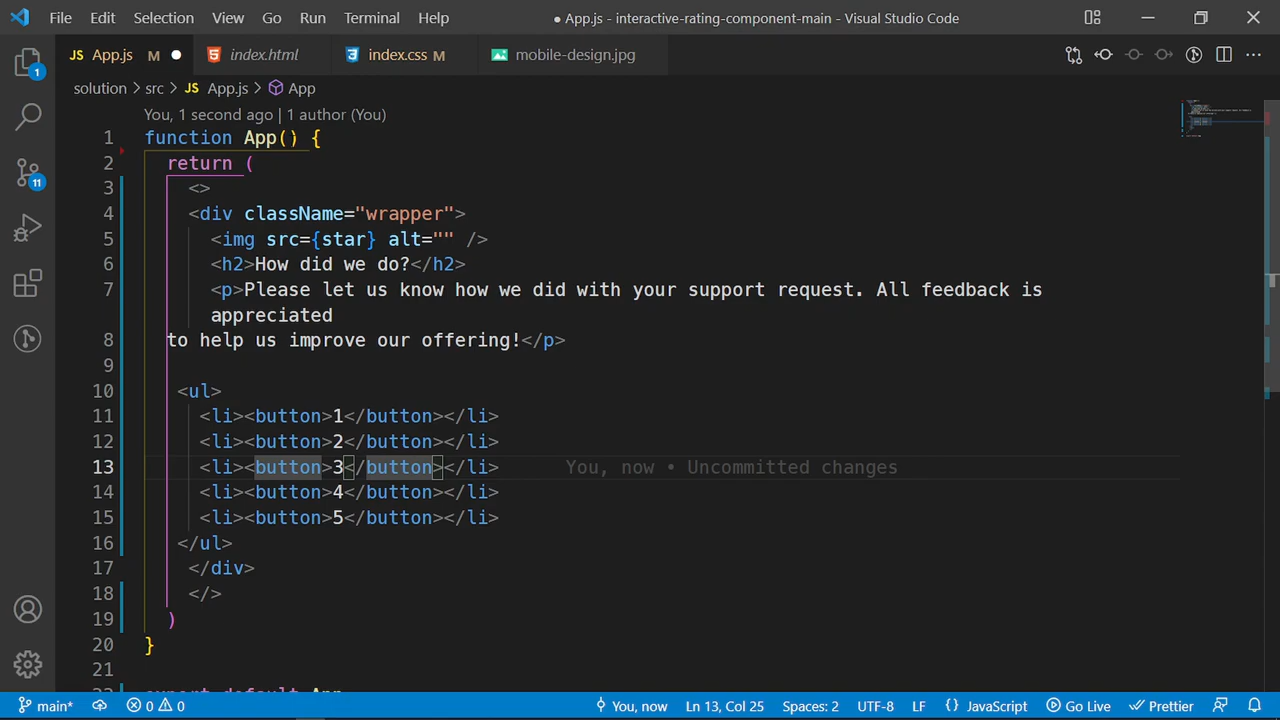 File Edit Selection View Go Run Terminal Help ● App.js - interactive-rating-component-main - Visual Studio Code
JS App.js M ● index.html index.css M mobile-design.jpg
solution > src > JS App.js > App
You, 1 second ago | 1 author (You)
1 function App() {
2 return (
3 <>
4 <div className="wrapper">
5 <img src={star} alt="" />
6 <h2>How did we do?</h2>
7 <p>Please let us know how we did with your support request. All feedback is
appreciated
8 to help us improve our offering!</p>
9
10 <ul>
11 <li><button>1</button></li>
12 <li><button>2</button></li>
13 <li><button>3</button></li> You, now • Uncommitted changes
14 <li><button>4</button></li>
15 <li><button>5</button></li>
16 </ul>
17 </div>
18 </>
19 )
20 }
21
22 export default App
1
11
main* 0 0 You, now Ln 13, Col 25 Spaces: 2 UTF-8 LF {} JavaScript Go Live Prettier